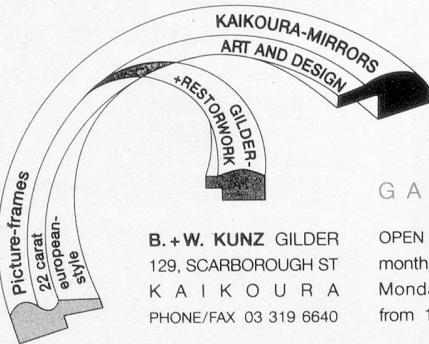 KAIKOURA-MIRRORS
ART AND DESIGN
GILDER-
+RESTORWORK
Picture-frames
22 carat
european-
style
G A
B. + W. KUNZ GILDER
129, SCARBOROUGH ST
K A I K O U R A
PHONE/FAX 03 319 6640
OPEN
month
Monda
from 1